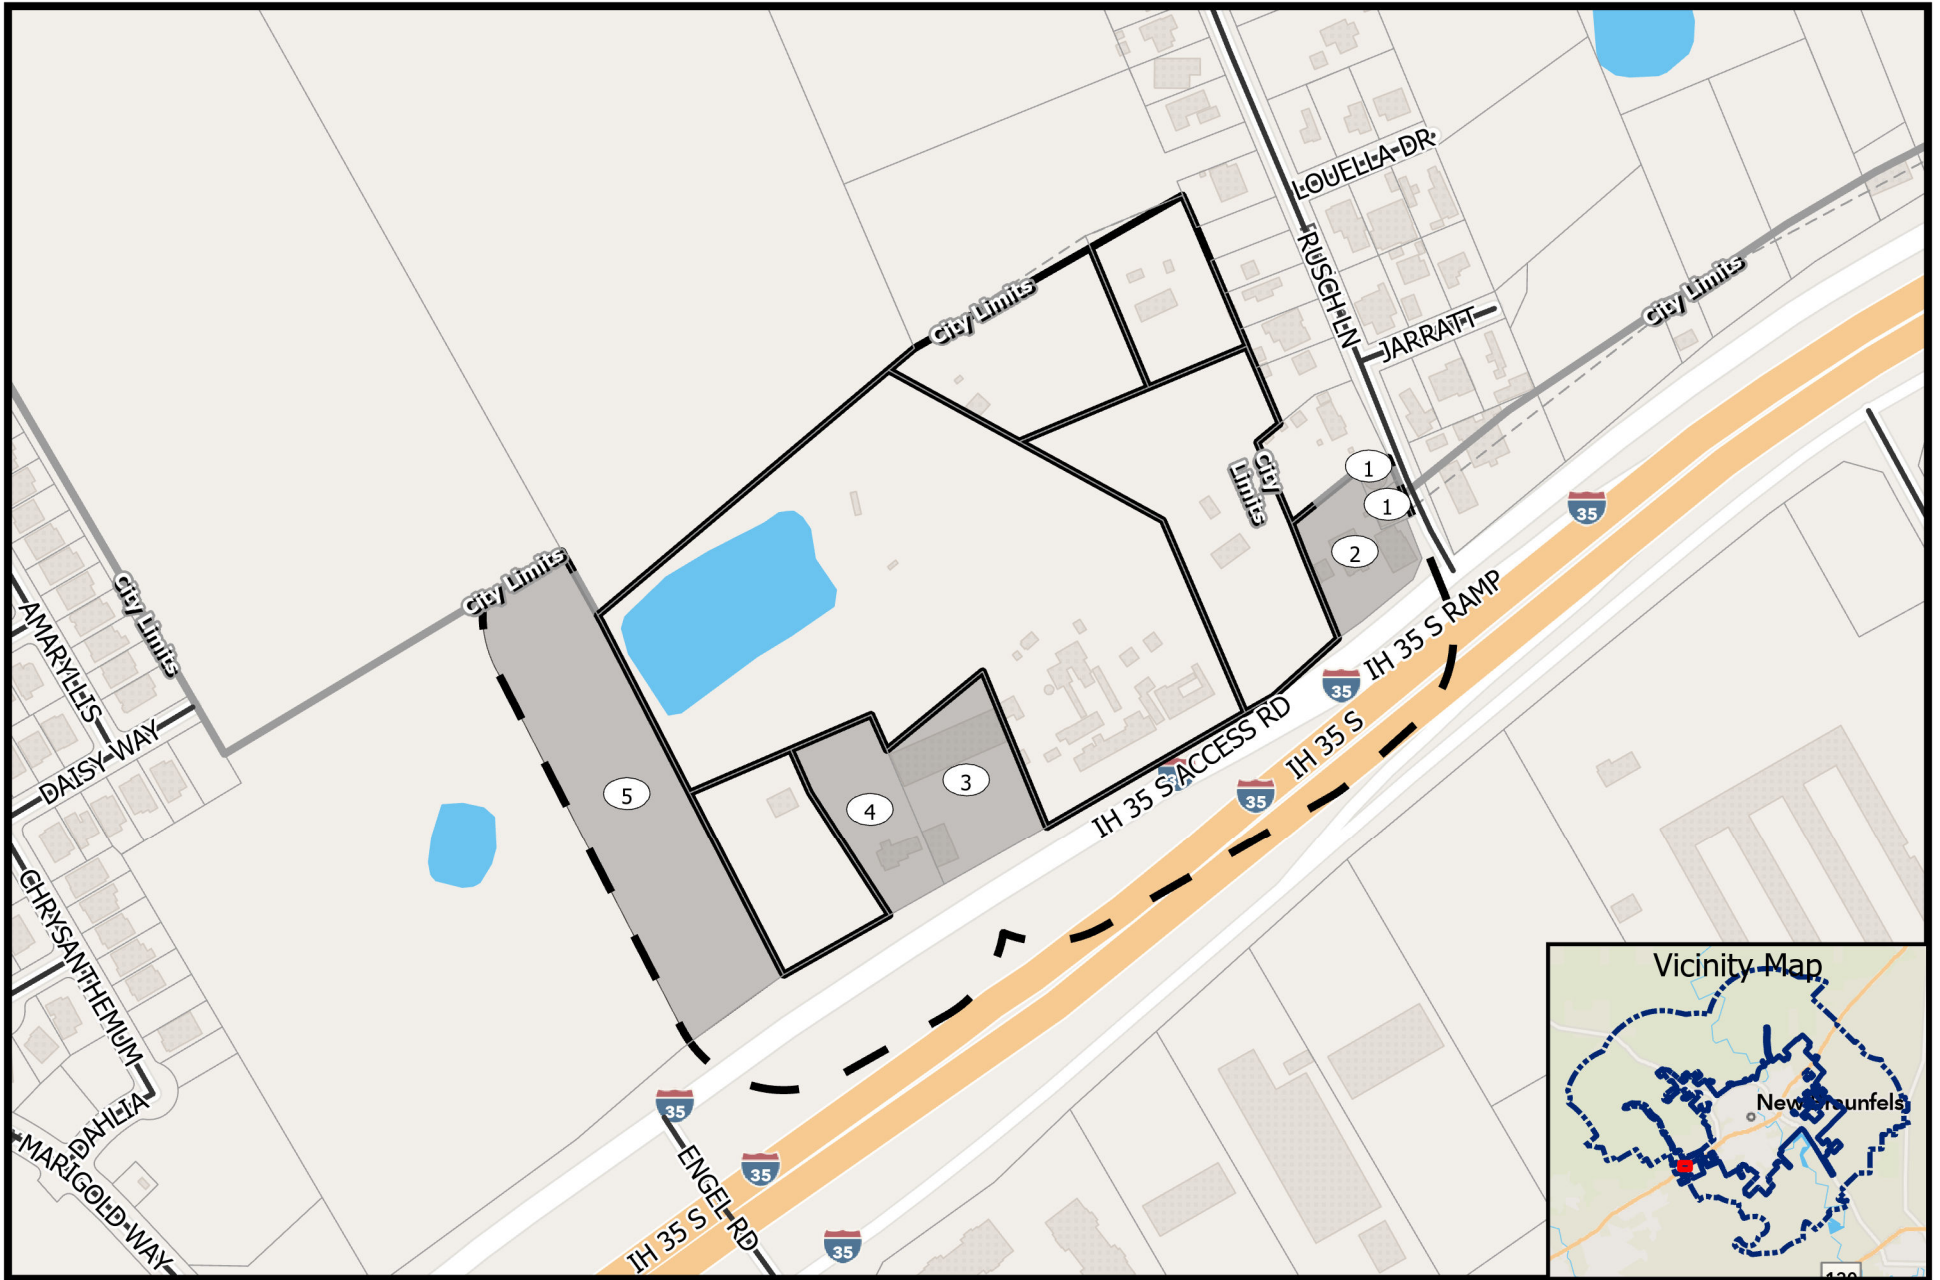 LOUELLA DR
RUSCH LN
City Limits
City Limits
JARRATT
City
Limits
1
1
2
35
City Limits
City Limits
AMARYLLIS
DAISY WAY
5
4
3
IH 35 S RAMP
35
IH 35 S ACCESS RD
IH 35 S
35
CHRYSANTHEMUM
DAHLIA
MARIGOLD WAY
35
35
ENGEL RD
IH 35 S
35
Vicinity Map
New Braunfels